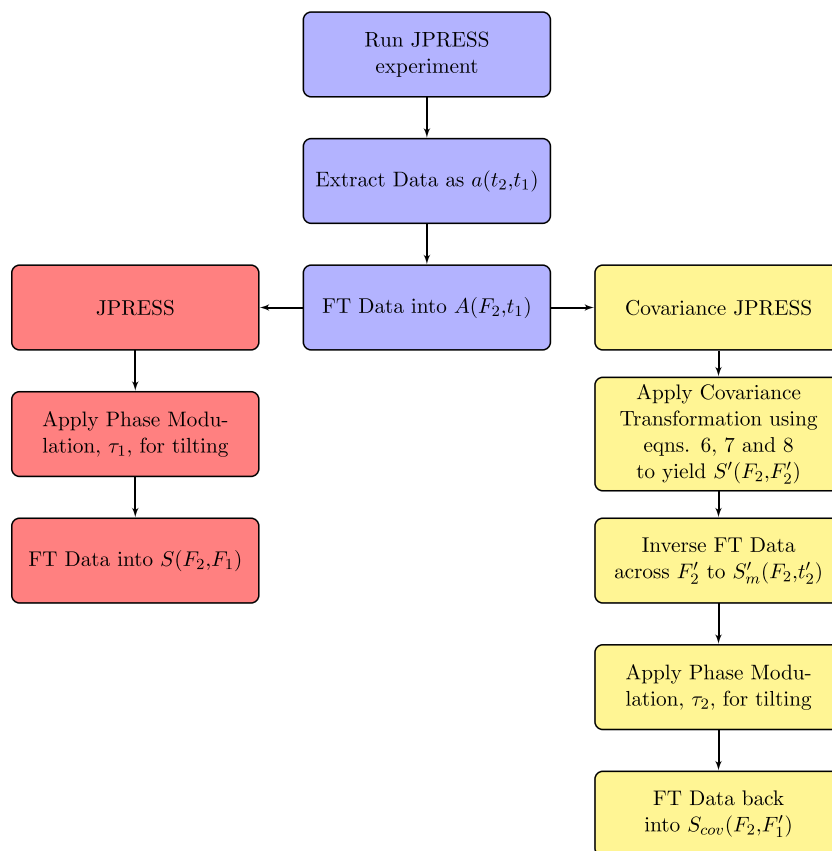 Run JPRESS
experiment
Extract Data as a(t₂,t₁)
FT Data into A(F₂,t₁)
JPRESS
Apply Phase Modu-
lation, τ₁, for tilting
FT Data into S(F₂,F₁)
Covariance JPRESS
Apply Covariance
Transformation using
eqns. 6, 7 and 8
to yield S′(F₂,F′₂)
Inverse FT Data
across F′₂ to S′ₘ(F₂,t′₂)
Apply Phase Modu-
lation, τ₂, for tilting
FT Data back
into S_cov(F₂,F′₁)